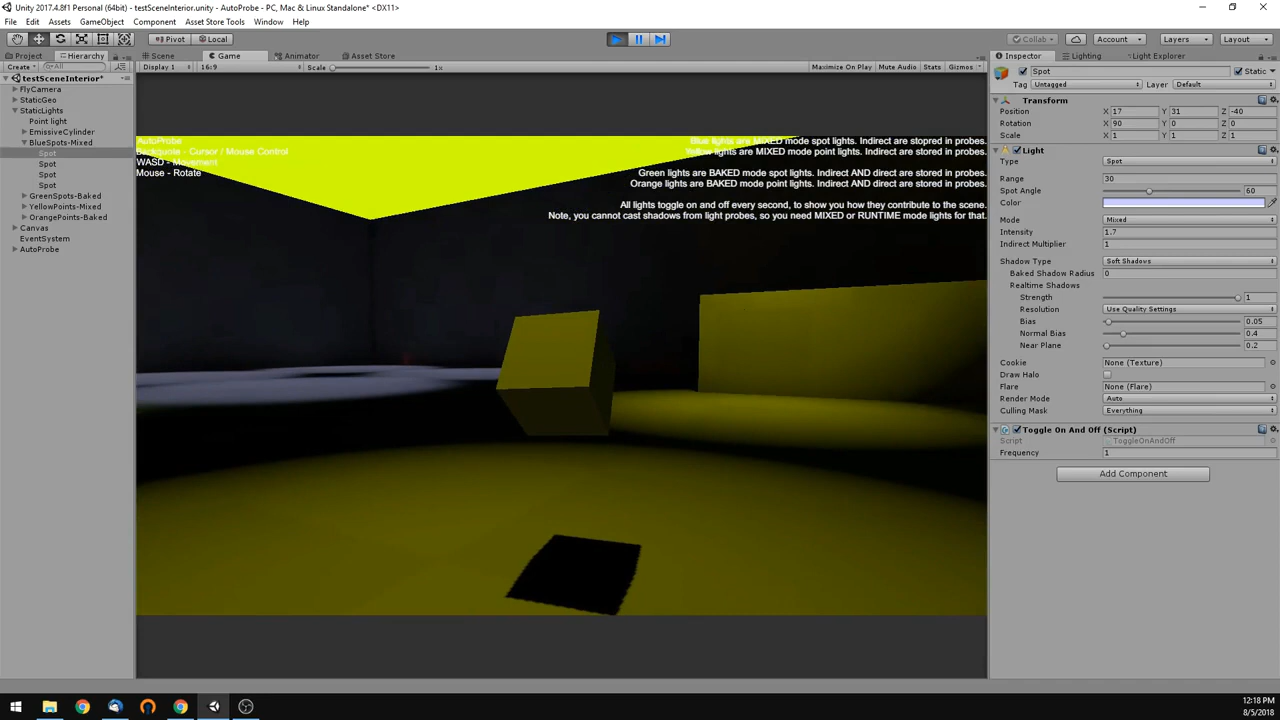 Unity 2017.4.8f1 Personal (64bit) - testSceneInterior.unity - AutoProbe - PC, Mac & Linux Standalone* <DX11>
File Edit Assets GameObject Component Asset Store Tools Window Help
Pivot Local Collab Account Layers Layout
Project Hierarchy Scene Game Animator Asset Store Inspector Lighting Light Explorer
Create All Display 1 16:9 Scale 1x Maximize On Play Mute Audio Stats Gizmos Spot Static
testSceneInterior* Tag Untagged Layer Default
FlyCamera
StaticGeo
StaticLights
Point light
EmissiveCylinder
BlueSpots-Mixed
Spot
Spot
Spot
Spot
GreenSpots-Baked
YellowPoints-Mixed
OrangePoints-Baked
Canvas
EventSystem
AutoProbe
AutoProbe
Backquote - Cursor / Mouse Control
WASD - Movement
Mouse - Rotate
Blue lights are MIXED mode spot lights. Indirect are stopred in probes.
Yellow lights are MIXED mode point lights. Indirect are stored in probes.
Green lights are BAKED mode spot lights. Indirect AND direct are stored in probes.
Orange lights are BAKED mode point lights. Indirect AND direct are stored in probes.
All lights toggle on and off every second, to show you how they contribute to the scene.
Note, you cannot cast shadows from light probes, so you need MIXED or RUNTIME mode lights for that.
Transform
Position X 17 Y 31 Z -40
Rotation X 90 Y 0 Z 0
Scale X 1 Y 1 Z 1
Light
Type Spot
Range 30
Spot Angle 60
Color
Mode Mixed
Intensity 1.7
Indirect Multiplier 1
Shadow Type Soft Shadows
Baked Shadow Radius 0
Realtime Shadows
Strength 1
Resolution Use Quality Settings
Bias 0.05
Normal Bias 0.4
Near Plane 0.2
Cookie None (Texture)
Draw Halo
Flare None (Flare)
Render Mode Auto
Culling Mask Everything
Toggle On And Off (Script)
Script ToggleOnAndOff
Frequency 1
Add Component
12:18 PM
8/5/2018